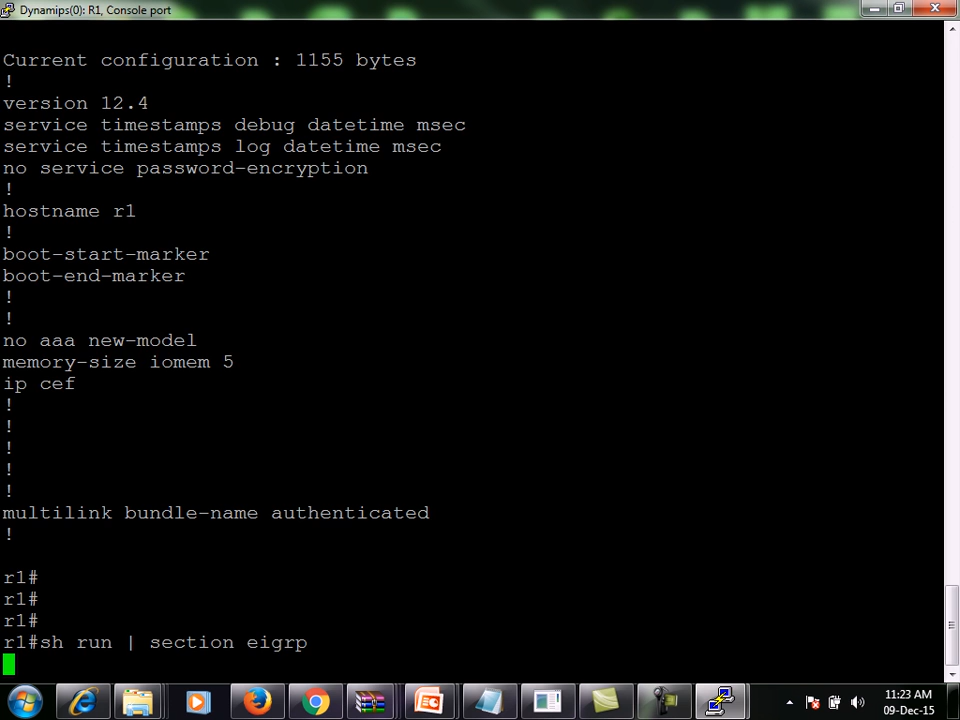 Dynamips(0): R1, Console port
Current configuration : 1155 bytes
!
version 12.4
service timestamps debug datetime msec
service timestamps log datetime msec
no service password-encryption
!
hostname r1
!
boot-start-marker
boot-end-marker
!
!
no aaa new-model
memory-size iomem 5
ip cef
!
!
!
!
!
multilink bundle-name authenticated
!
r1#
r1#
r1#
r1#sh run | section eigrp
11:23 AM
09-Dec-15